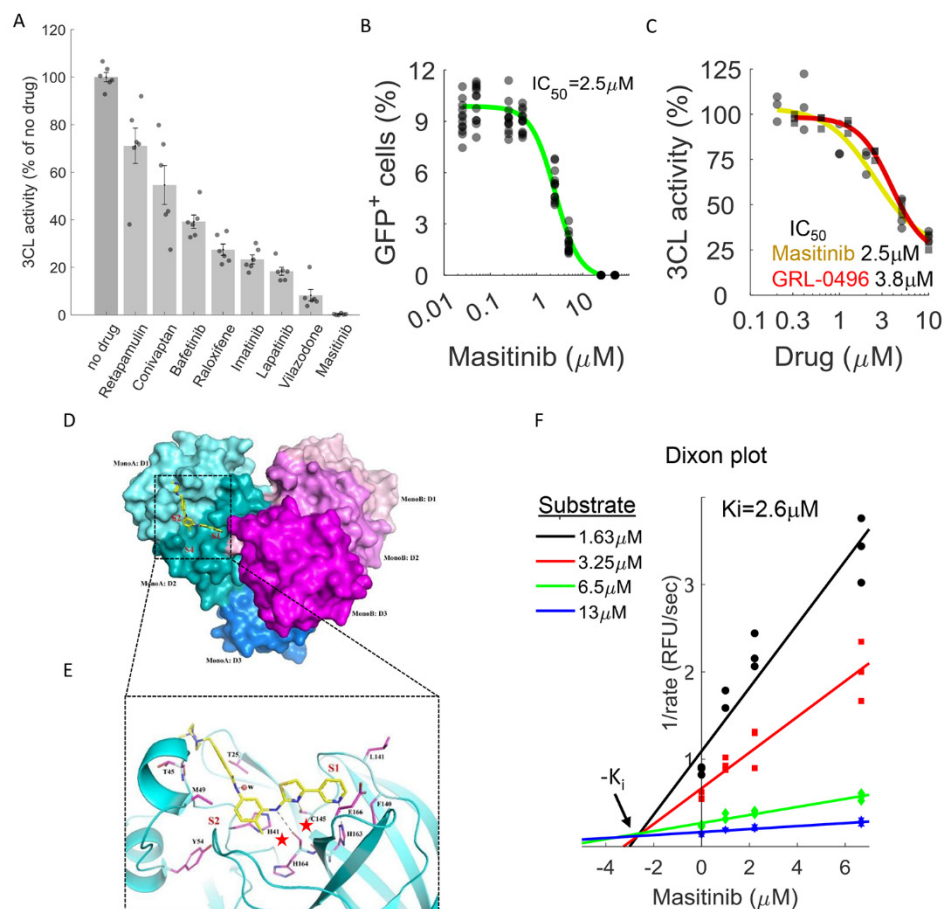 A
3CL activity (% of no drug)
120
100
80
60
40
20
0
no drug
Retapamulin
Conivaptan
Bafetinib
Raloxifene
Imatinib
Lapatinib
Vilazodone
Masitinib
B
GFP+ cells (%)
12
9
6
3
0
IC50=2.5μM
0.01
0.1
1
10
Masitinib (μM)
C
3CL activity (%)
125
100
75
50
25
0
IC50
Masitinib 2.5μM
GRL-0496 3.8μM
0.1
0.3
1
3
10
Drug (μM)
D
MonoA: D1
MonoB: D1
S2
S1
S4
MonoA: D2
MonoB: D2
MonoB: D3
MonoA: D3
E
T45
T25
W
S1
L141
M49
S2
H41
C145
E166
F140
H163
Y54
H164
F
Dixon plot
Substrate
1.63μM
3.25μM
6.5μM
13μM
Ki=2.6μM
1/rate (RFU/sec)
3
2
1
-Ki
-4
-2
0
2
4
6
Masitinib (μM)